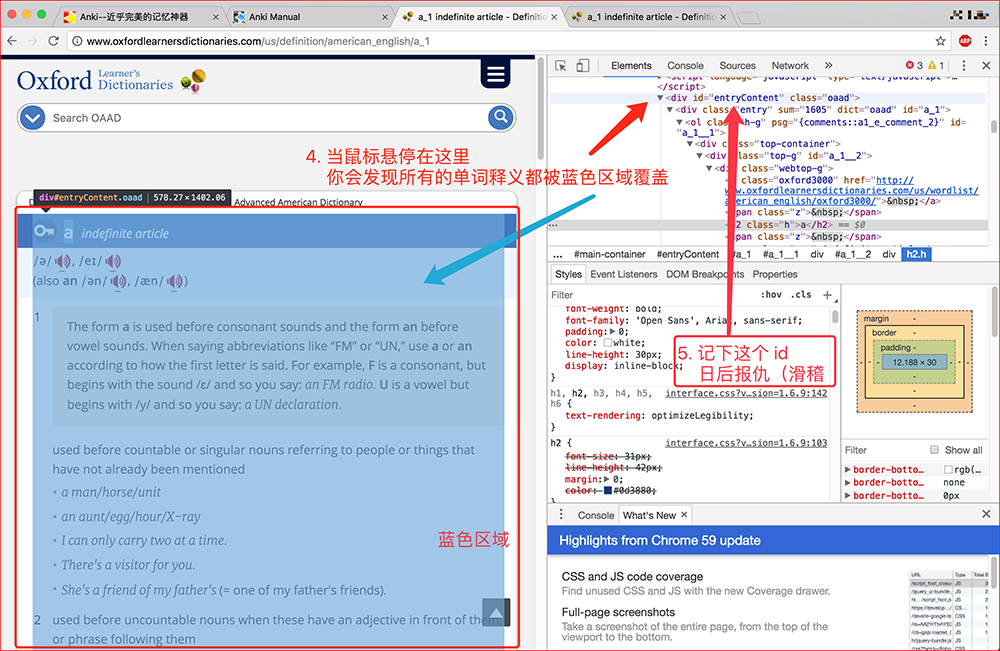 Anki--近乎完美的记忆神器
Anki Manual
a_1 indefinite article - Definitio
a_1 indefinite article - Definitio
www.oxfordlearnersdictionaries.com/us/definition/american_english/a_1
ABP
Oxford Learner's Dictionaries
Search OAAD
4. 当鼠标悬停在这里
你会发现所有的单词释义都被蓝色区域覆盖
div#entryContent.oaad | 578.27×1402.06
Advanced American Dictionary
a indefinite article
/ə/ , /eɪ/
(also an /ən/ , /æn/ )
1
The form a is used before consonant sounds and the form an before
vowel sounds. When saying abbreviations like “FM” or “UN,” use a or an
according to how the first letter is said. For example, F is a consonant, but
begins with the sound /ɛ/ and so you say: an FM radio. U is a vowel but
begins with /y/ and so you say: a UN declaration.
used before countable or singular nouns referring to people or things that
have not already been mentioned
• a man/horse/unit
• an aunt/egg/hour/X-ray
• I can only carry two at a time.
• There's a visitor for you.
• She's a friend of my father's (= one of my father's friends).
蓝色区域
2 used before uncountable nouns when these have an adjective in front of them,
or phrase following them
Elements Console Sources Network » 3 1
</script>
▼<div id="entryContent" class="oaad">
▼<div class="entry" sum="1605" dict="oaad" id="a_1">
▼<ol class="h-g" psg="{comments::a1_e_comment_2}" id=
"a_1__1">
▼<div class="top-container">
▼<div class="top-g" id="a_1__2">
▼<div class="webtop-g">
<a class="oxford3000" href="http://
www.oxfordlearnersdictionaries.com/us/wordlist/
american_english/oxford3000/">&nbsp;</a>
<span class="z">&nbsp;</span>
<h2 class="h">a</h2> == $0
<span class="z">&nbsp;</span>
... #main-container #entryContent #a_1 #a_1__1 div #a_1__2 div h2.h
Styles Event Listeners DOM Breakpoints Properties
Filter :hov .cls +
font-weight: bold;
font-family: 'Open Sans', Arial, sans-serif;
padding:▶0;
color: white;
line-height: 30px;
display: inline-block;
}
5. 记下这个 id
日后报仇（滑稽
h1, h2, h3, h4, h5, interface.css?v…sion=1.6.9:142
h6 {
text-rendering: optimizeLegibility;
}
h2 { interface.css?v…sion=1.6.9:103
font-size: 31px;
line-height: 42px;
margin:▶0;
color: #0d3880;
}
margin -
border -
padding -
12.188 × 30
-
-
-
Filter Show all
▶border-botto… rgb(…
▶border-botto… none
▶border-botto… 0px
Console What's New ×
Highlights from Chrome 59 update
CSS and JS code coverage
Find unused CSS and JS with the new Coverage drawer.
Full-page screenshots
Take a screenshot of the entire page, from the top of the
viewport to the bottom.